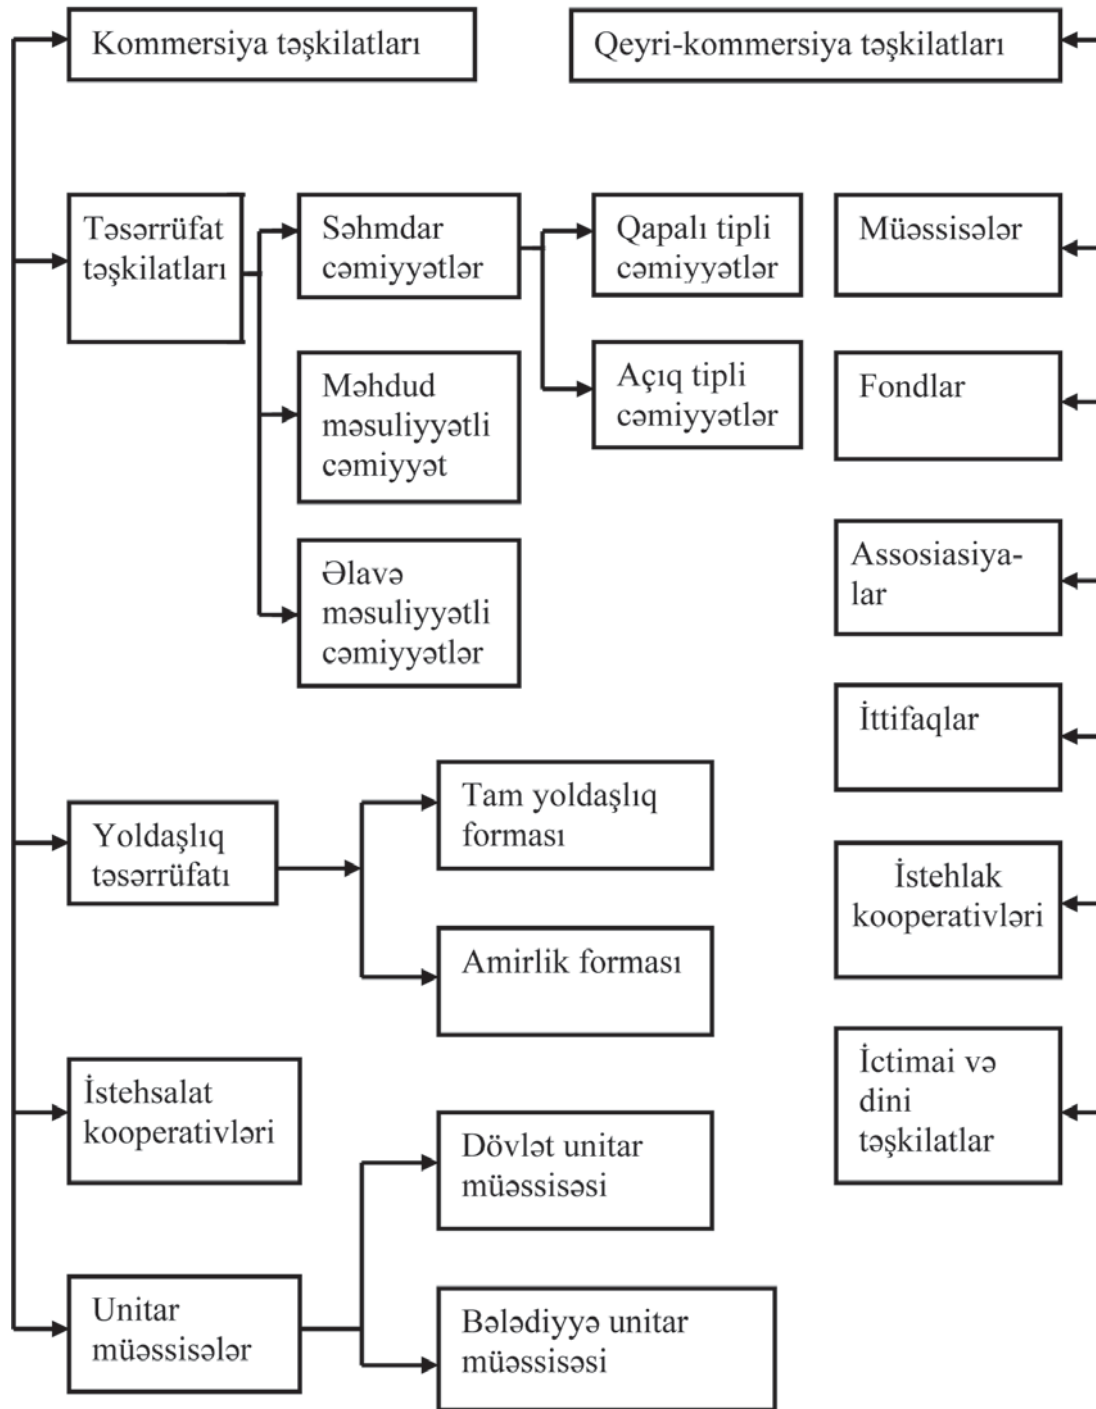 Kommersiya təşkilatları
Qeyri-kommersiya təşkilatları
Təsərrüfat
təşkilatları
Səhmdar
cəmiyyətlər
Qapalı tipli
cəmiyyətlər
Müəssisələr
Məhdud
məsuliyyətli
cəmiyyət
Açıq tipli
cəmiyyətlər
Fondlar
Əlavə
məsuliyyətli
cəmiyyətlər
Assosiasiya-
lar
İttifaqlar
Yoldaşlıq
təsərrüfatı
Tam yoldaşlıq
forması
Amirlik forması
İstehlak
kooperativləri
İstehsalat
kooperativləri
İctimai və
dini
təşkilatlar
Unitar
müəssisələr
Dövlət unitar
müəssisəsi
Bələdiyyə unitar
müəssisəsi